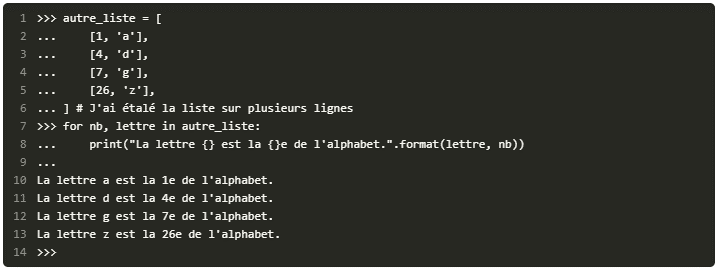 1 >>> autre_liste = [
2 ...     [1, 'a'],
3 ...     [4, 'd'],
4 ...     [7, 'g'],
5 ...     [26, 'z'],
6 ... ] # J'ai étalé la liste sur plusieurs lignes
7 >>> for nb, lettre in autre_liste:
8 ...     print("La lettre {} est la {}e de l'alphabet.".format(lettre, nb))
9 ...
10 La lettre a est la 1e de l'alphabet.
11 La lettre d est la 4e de l'alphabet.
12 La lettre g est la 7e de l'alphabet.
13 La lettre z est la 26e de l'alphabet.
14 >>>